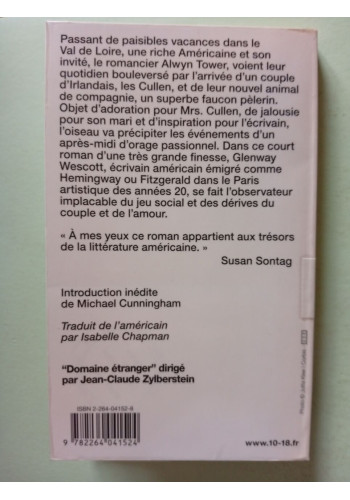 Passant de paisibles vacances dans le
Val de Loire, une riche Américaine et son
invité, le romancier Alwyn Tower, voient leur
quotidien bouleversé par l'arrivée d'un couple
d'Irlandais, les Cullen, et de leur nouvel animal
de compagnie, un superbe faucon pèlerin.
Objet d'adoration pour Mrs. Cullen, de jalousie
pour son mari et d'inspiration pour l'écrivain,
l'oiseau va précipiter les événements d'un
après-midi d'orage passionnel. Dans ce court
roman d'une très grande finesse, Glenway
Wescott, écrivain américain émigré comme
Hemingway ou Fitzgerald dans le Paris
artistique des années 20, se fait l'observateur
implacable du jeu social et des dérives du
couple et de l'amour.
« À mes yeux ce roman appartient aux trésors
de la littérature américaine. »
Susan Sontag
Introduction inédite
de Michael Cunningham
Traduit de l'américain
par Isabelle Chapman
"Domaine étranger" dirigé
par Jean-Claude Zylberstein
ISBN 2-264-04152-6
9 782264 041524
www.10-18.fr